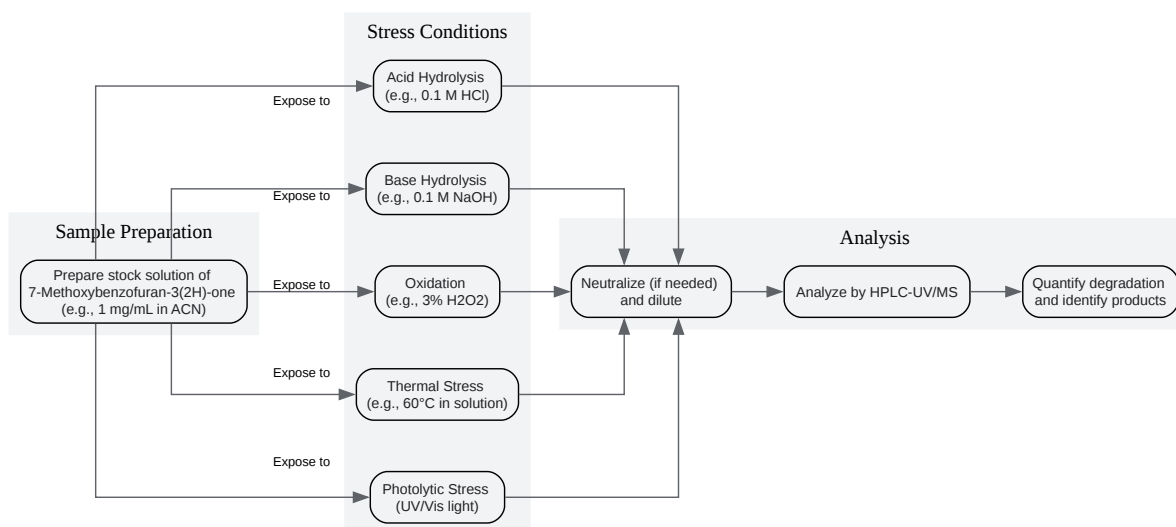 Stress Conditions
Acid Hydrolysis
(e.g., 0.1 M HCl)
Expose to
Base Hydrolysis
(e.g., 0.1 M NaOH)
Expose to
Sample Preparation
Prepare stock solution of
7-Methoxybenzofuran-3(2H)-one
(e.g., 1 mg/mL in ACN)
Expose to
Oxidation
(e.g., 3% H2O2)
Analysis
Neutralize (if needed)
and dilute
Analyze by HPLC-UV/MS
Quantify degradation
and identify products
Expose to
Thermal Stress
(e.g., 60°C in solution)
Expose to
Photolytic Stress
(UV/Vis light)